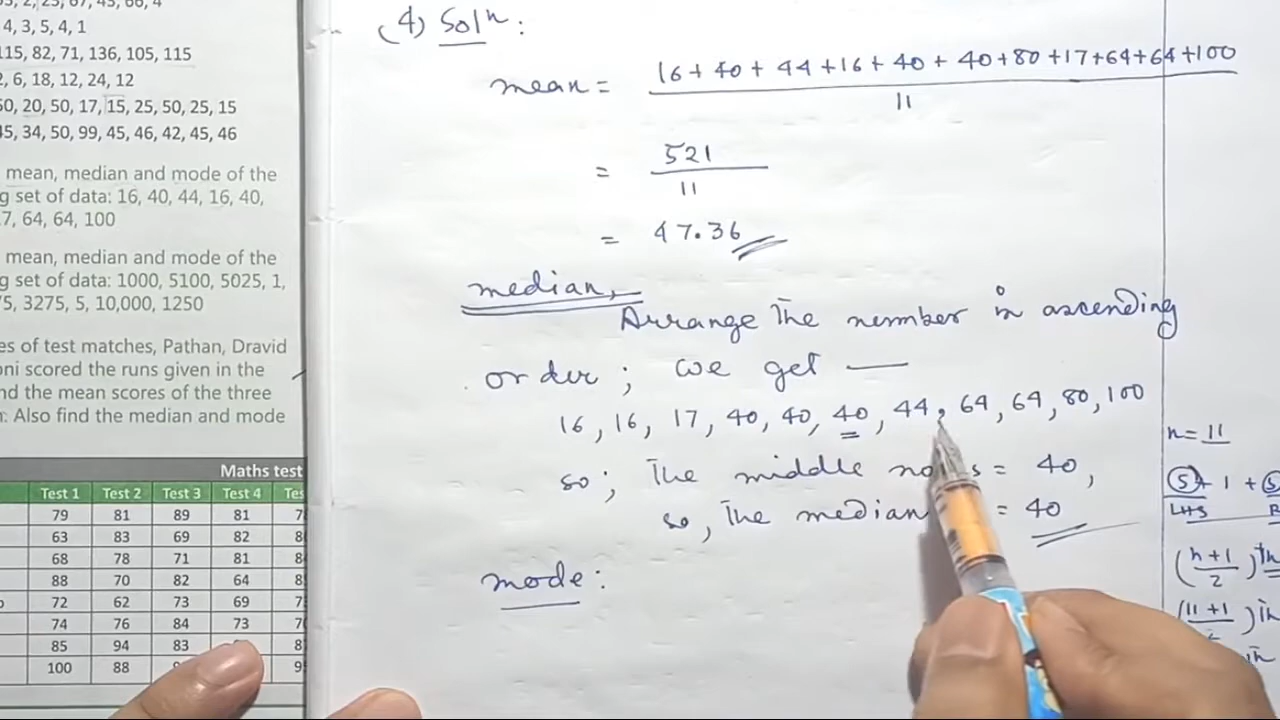 4, 3, 5, 4, 1
115, 82, 71, 136, 105, 115
, 6, 18, 12, 24, 12
0, 20, 50, 17, 15, 25, 50, 25, 15
5, 34, 50, 99, 45, 46, 42, 45, 46
mean, median and mode of the
g set of data: 16, 40, 44, 16, 40,
7, 64, 64, 100
mean, median and mode of the
g set of data: 1000, 5100, 5025, 1,
5, 3275, 5, 10,000, 1250
es of test matches, Pathan, Dravid
oni scored the runs given in the
nd the mean scores of the three
Also find the median and mode
Maths test
Test 1 Test 2 Test 3 Test 4 Tes
79 81 89 81
63 83 69 82
68 78 71 81
88 70 82 64
72 62 73 69
74 76 84 73
85 94 83
100 88
(4) Solⁿ :
mean = 16 + 40 + 44 + 16 + 40 + 40 + 80 + 17 + 64 + 64 + 100
11
= 521
11
= 47.36
median,
Arrange the number in ascending
order ; we get —
16, 16, 17, 40, 40, 40, 44, 64, 64, 80, 100
so ; The middle = 40,
so, The median = 40
mode :
n = 11
5 + 1 + 5
LHS
(n+1
2) th
(11+1
) th